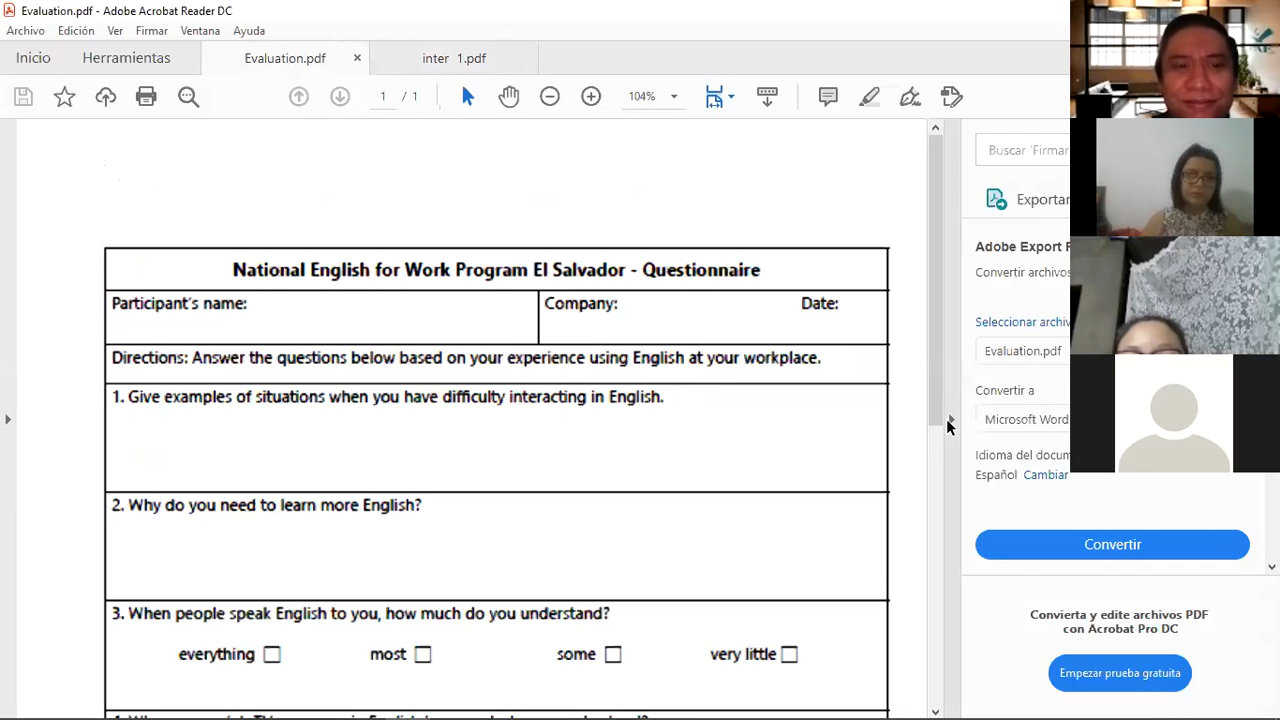 Evaluation.pdf - Adobe Acrobat Reader DC
Archivo Edición Ver Firmar Ventana Ayuda
Inicio Herramientas Evaluation.pdf × inter 1.pdf
1 / 1 104%
National English for Work Program El Salvador - Questionnaire
Participant's name: Company: Date:
Directions: Answer the questions below based on your experience using English at your workplace.
1. Give examples of situations when you have difficulty interacting in English.
2. Why do you need to learn more English?
3. When people speak English to you, how much do you understand?
everything most some very little
Buscar 'Firmar
Exportar
Adobe Export
Convertir archivos
Seleccionar archiv
Evaluation.pdf
Convertir a
Microsoft Word
Idioma del docum
Español Cambiar
Convertir
Convierta y edite archivos PDF
con Acrobat Pro DC
Empezar prueba gratuita